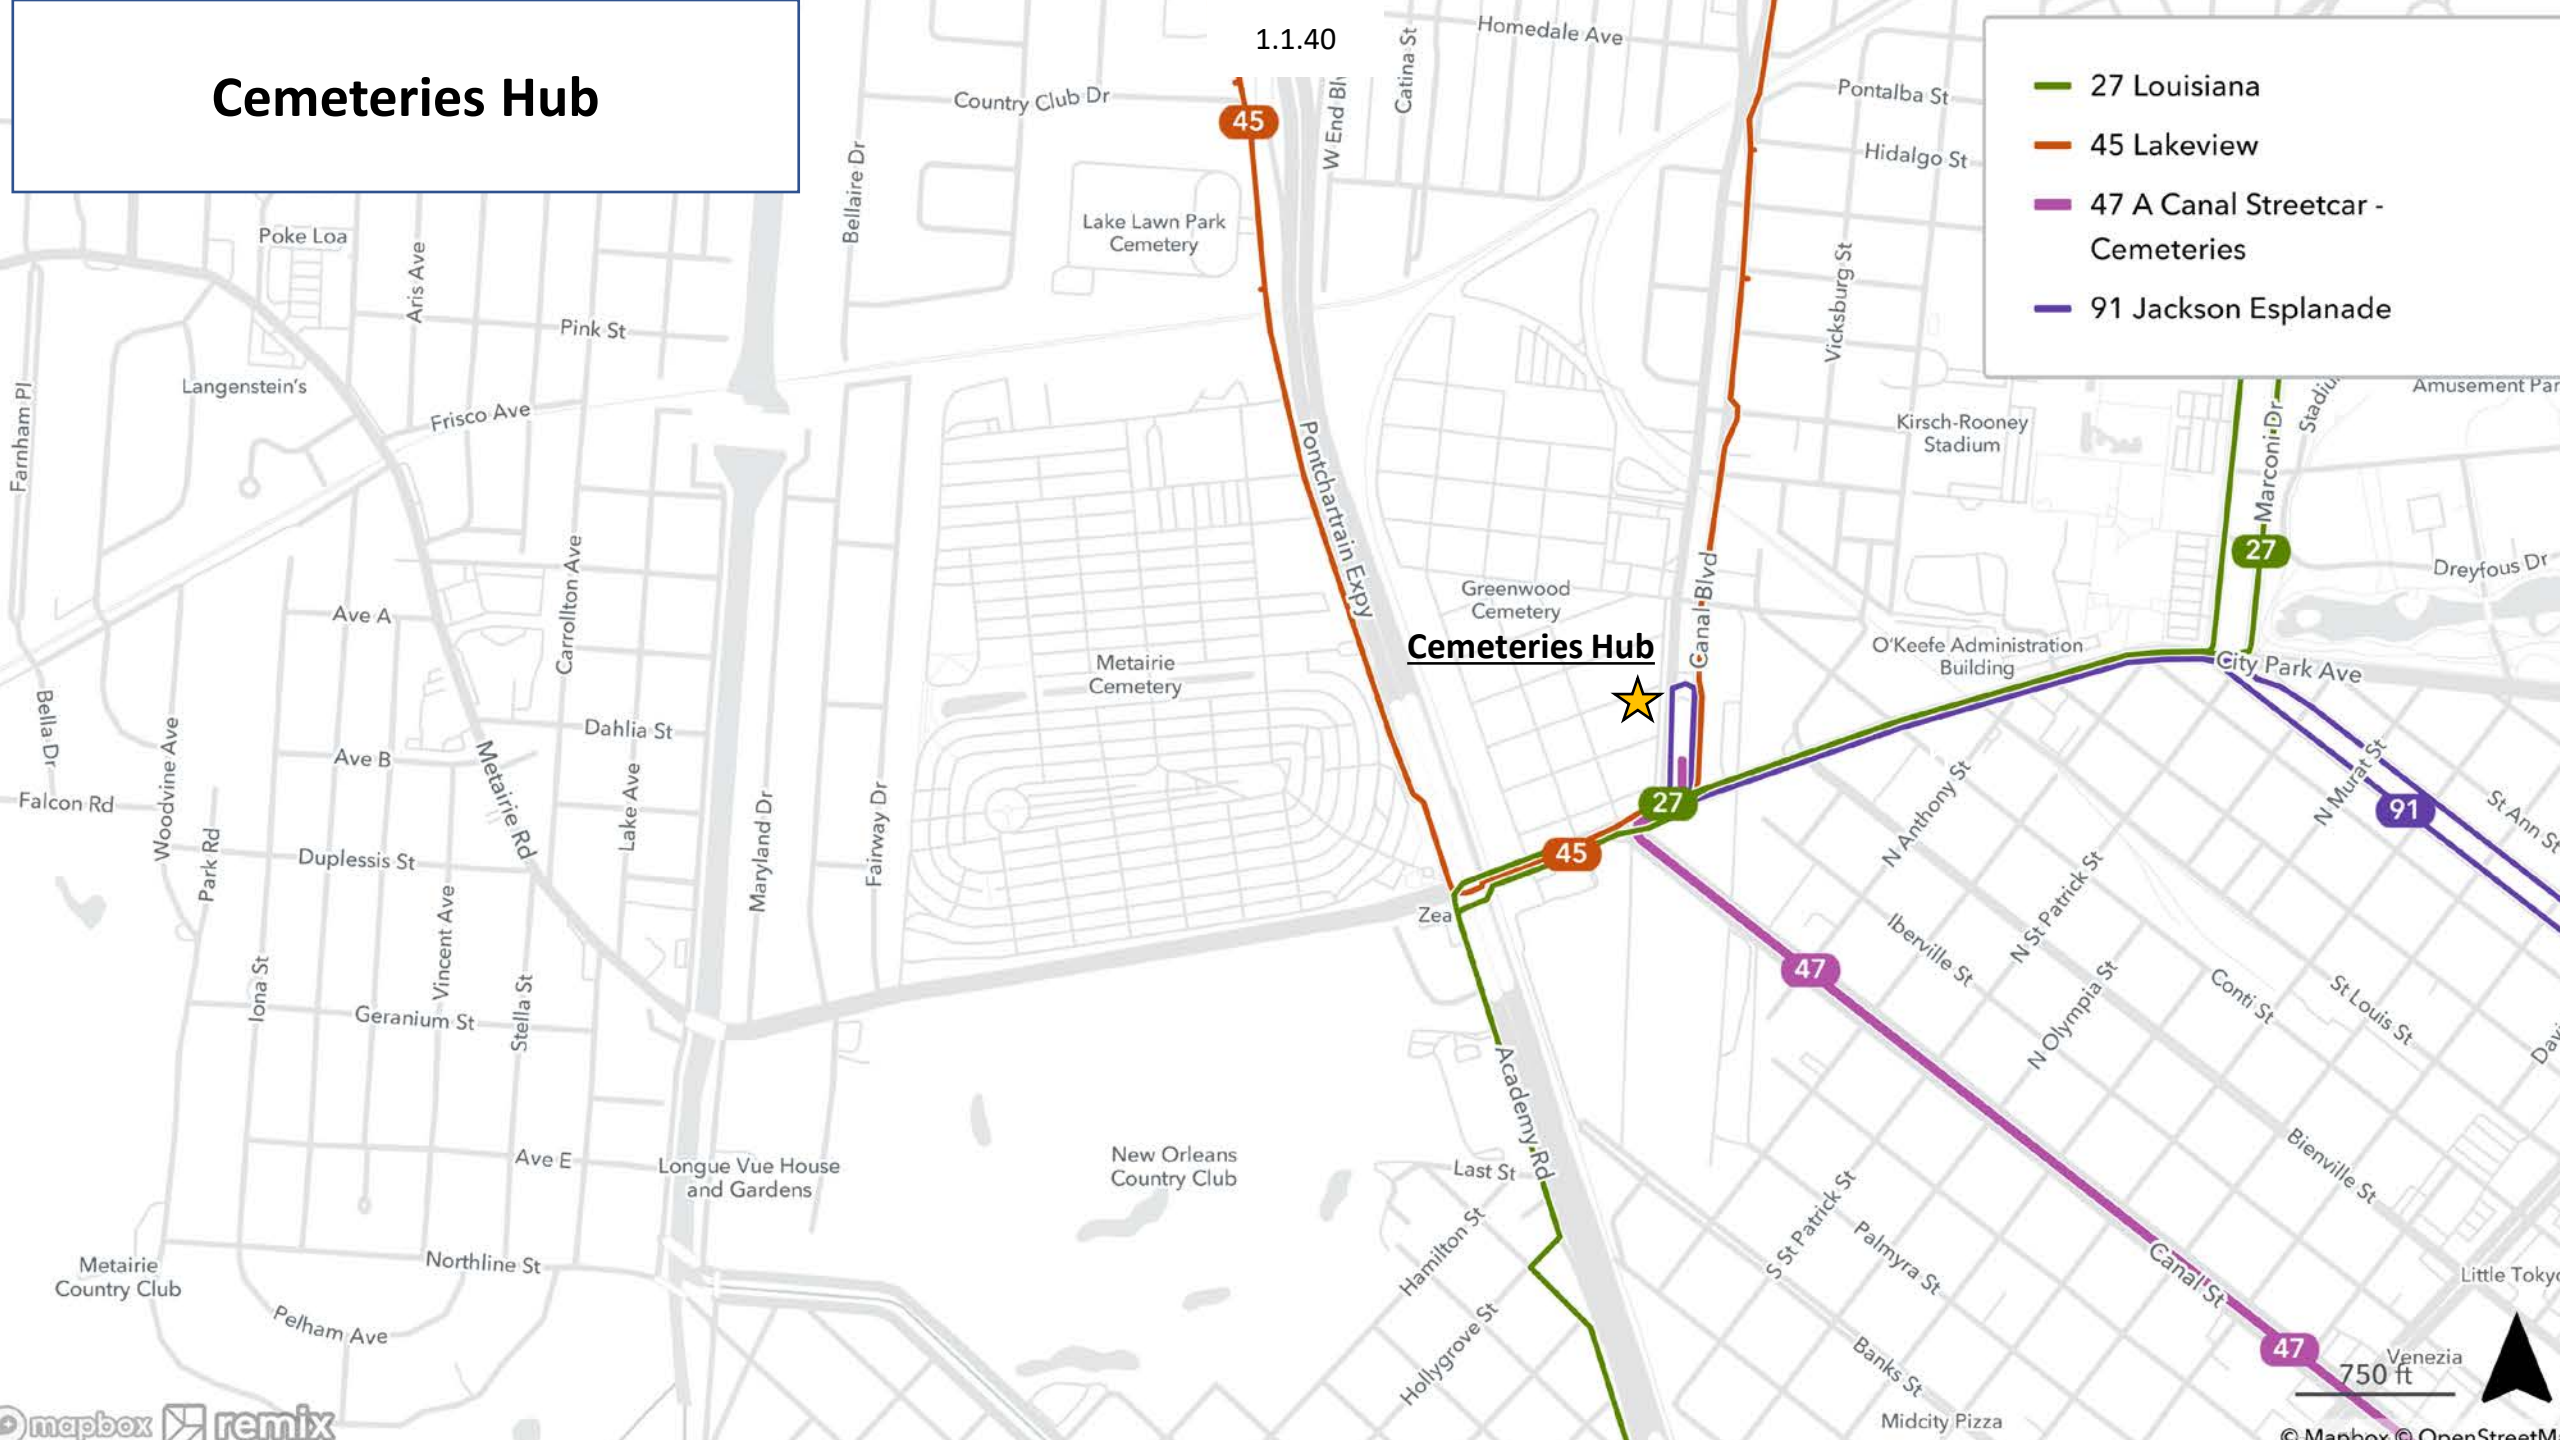 Cemeteries Hub
1.1.40
27 Louisiana
45 Lakeview
47 A Canal Streetcar -
Cemeteries
91 Jackson Esplanade
Homedale Ave
Catina St
Country Club Dr
45
W End Bl
Bellaire Dr
Pontalba St
Hidalgo St
Lake Lawn Park
Cemetery
Poke Loa
Aris Ave
Pink St
Vicksburg St
Langenstein's
Frisco Ave
Farnham Pl
Amusement Par
Kirsch-Rooney
Stadium
Marconi Dr
Stadiu
Pontchartrain Expy
27
Dreyfous Dr
Carrollton Ave
Ave A
Greenwood
Cemetery
Canal Blvd
Cemeteries Hub
O'Keefe Administration
Building
City Park Ave
Metairie
Cemetery
Bella Dr
Woodvine Ave
Dahlia St
Ave B
Metairie Rd
Lake Ave
Maryland Dr
Fairway Dr
Falcon Rd
Park Rd
27
N Anthony St
N Murat St
91
St Ann St
Duplessis St
45
Vincent Ave
Zea
Iberville St
N St Patrick St
47
Iona St
Stella St
Geranium St
N Olympia St
Conti St
St Louis St
Davi
Academy Rd
Ave E
Longue Vue House
and Gardens
New Orleans
Country Club
Last St
Bienville St
S St Patrick St
Hamilton St
Palmyra St
Canal St
Metairie
Country Club
Northline St
Little Tokyo
Pelham Ave
Hollygrove St
Banks St
47
Venezia
750 ft
Midcity Pizza
mapbox remix
© Mapbox © OpenStreetM